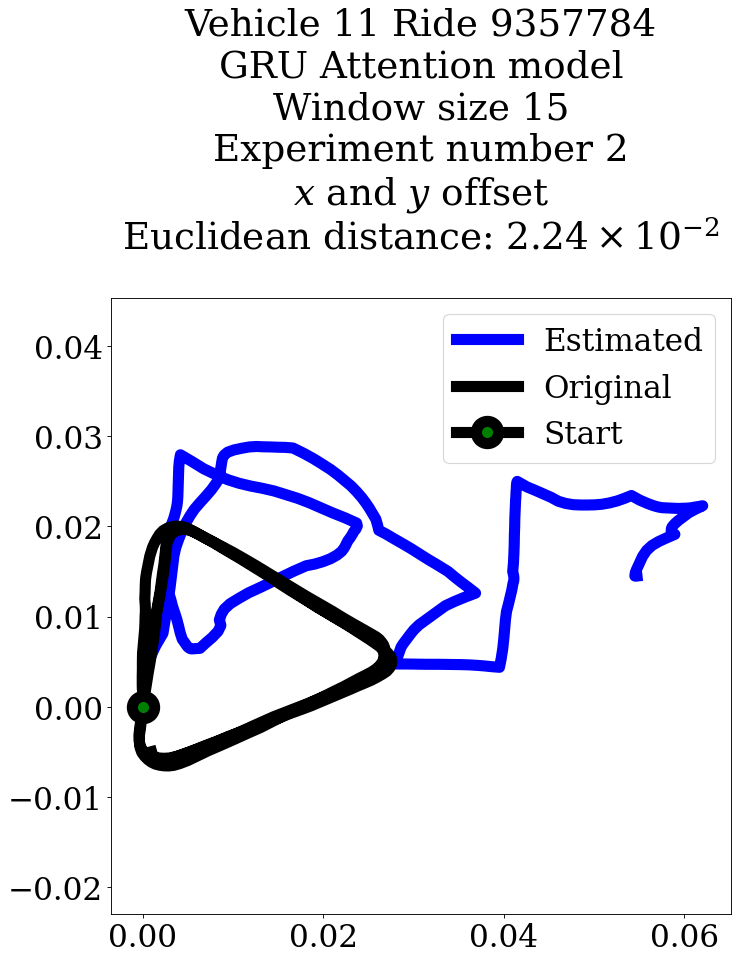 Vehicle 11 Ride 9357784
GRU Attention model
Window size 15
Experiment number 2
x and y offset
Euclidean distance: 2.24 × 10⁻²
Estimated
Original
Start
0.04
0.03
0.02
0.01
0.00
−0.01
−0.02
0.00 0.02 0.04 0.06